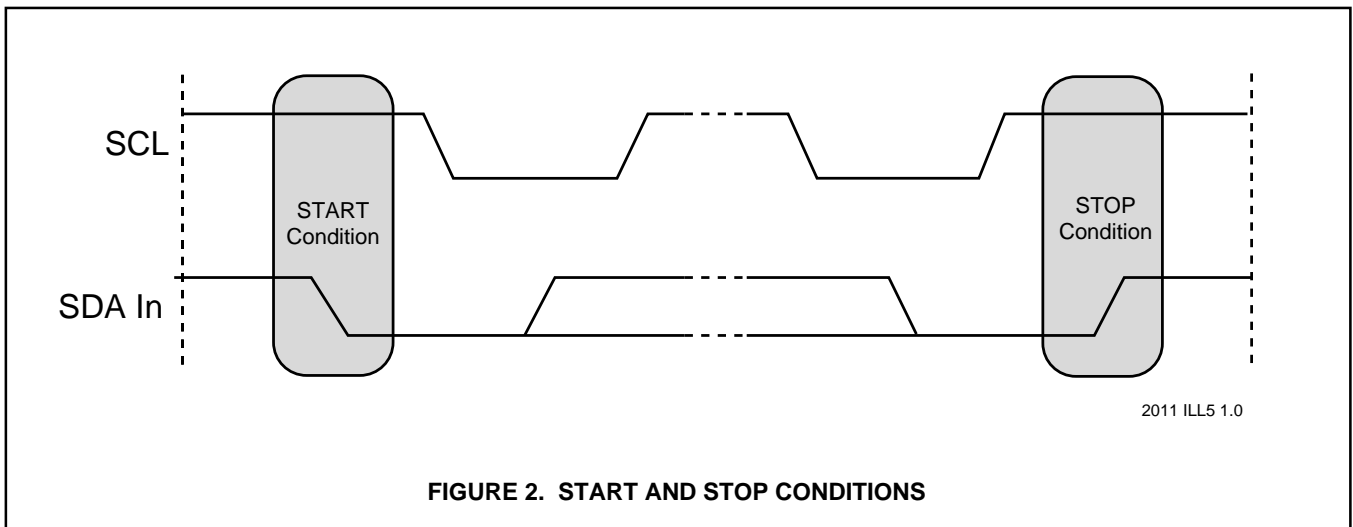 SCL
START
Condition
STOP
Condition
SDA In
2011 ILL5 1.0
FIGURE 2. START AND STOP CONDITIONS